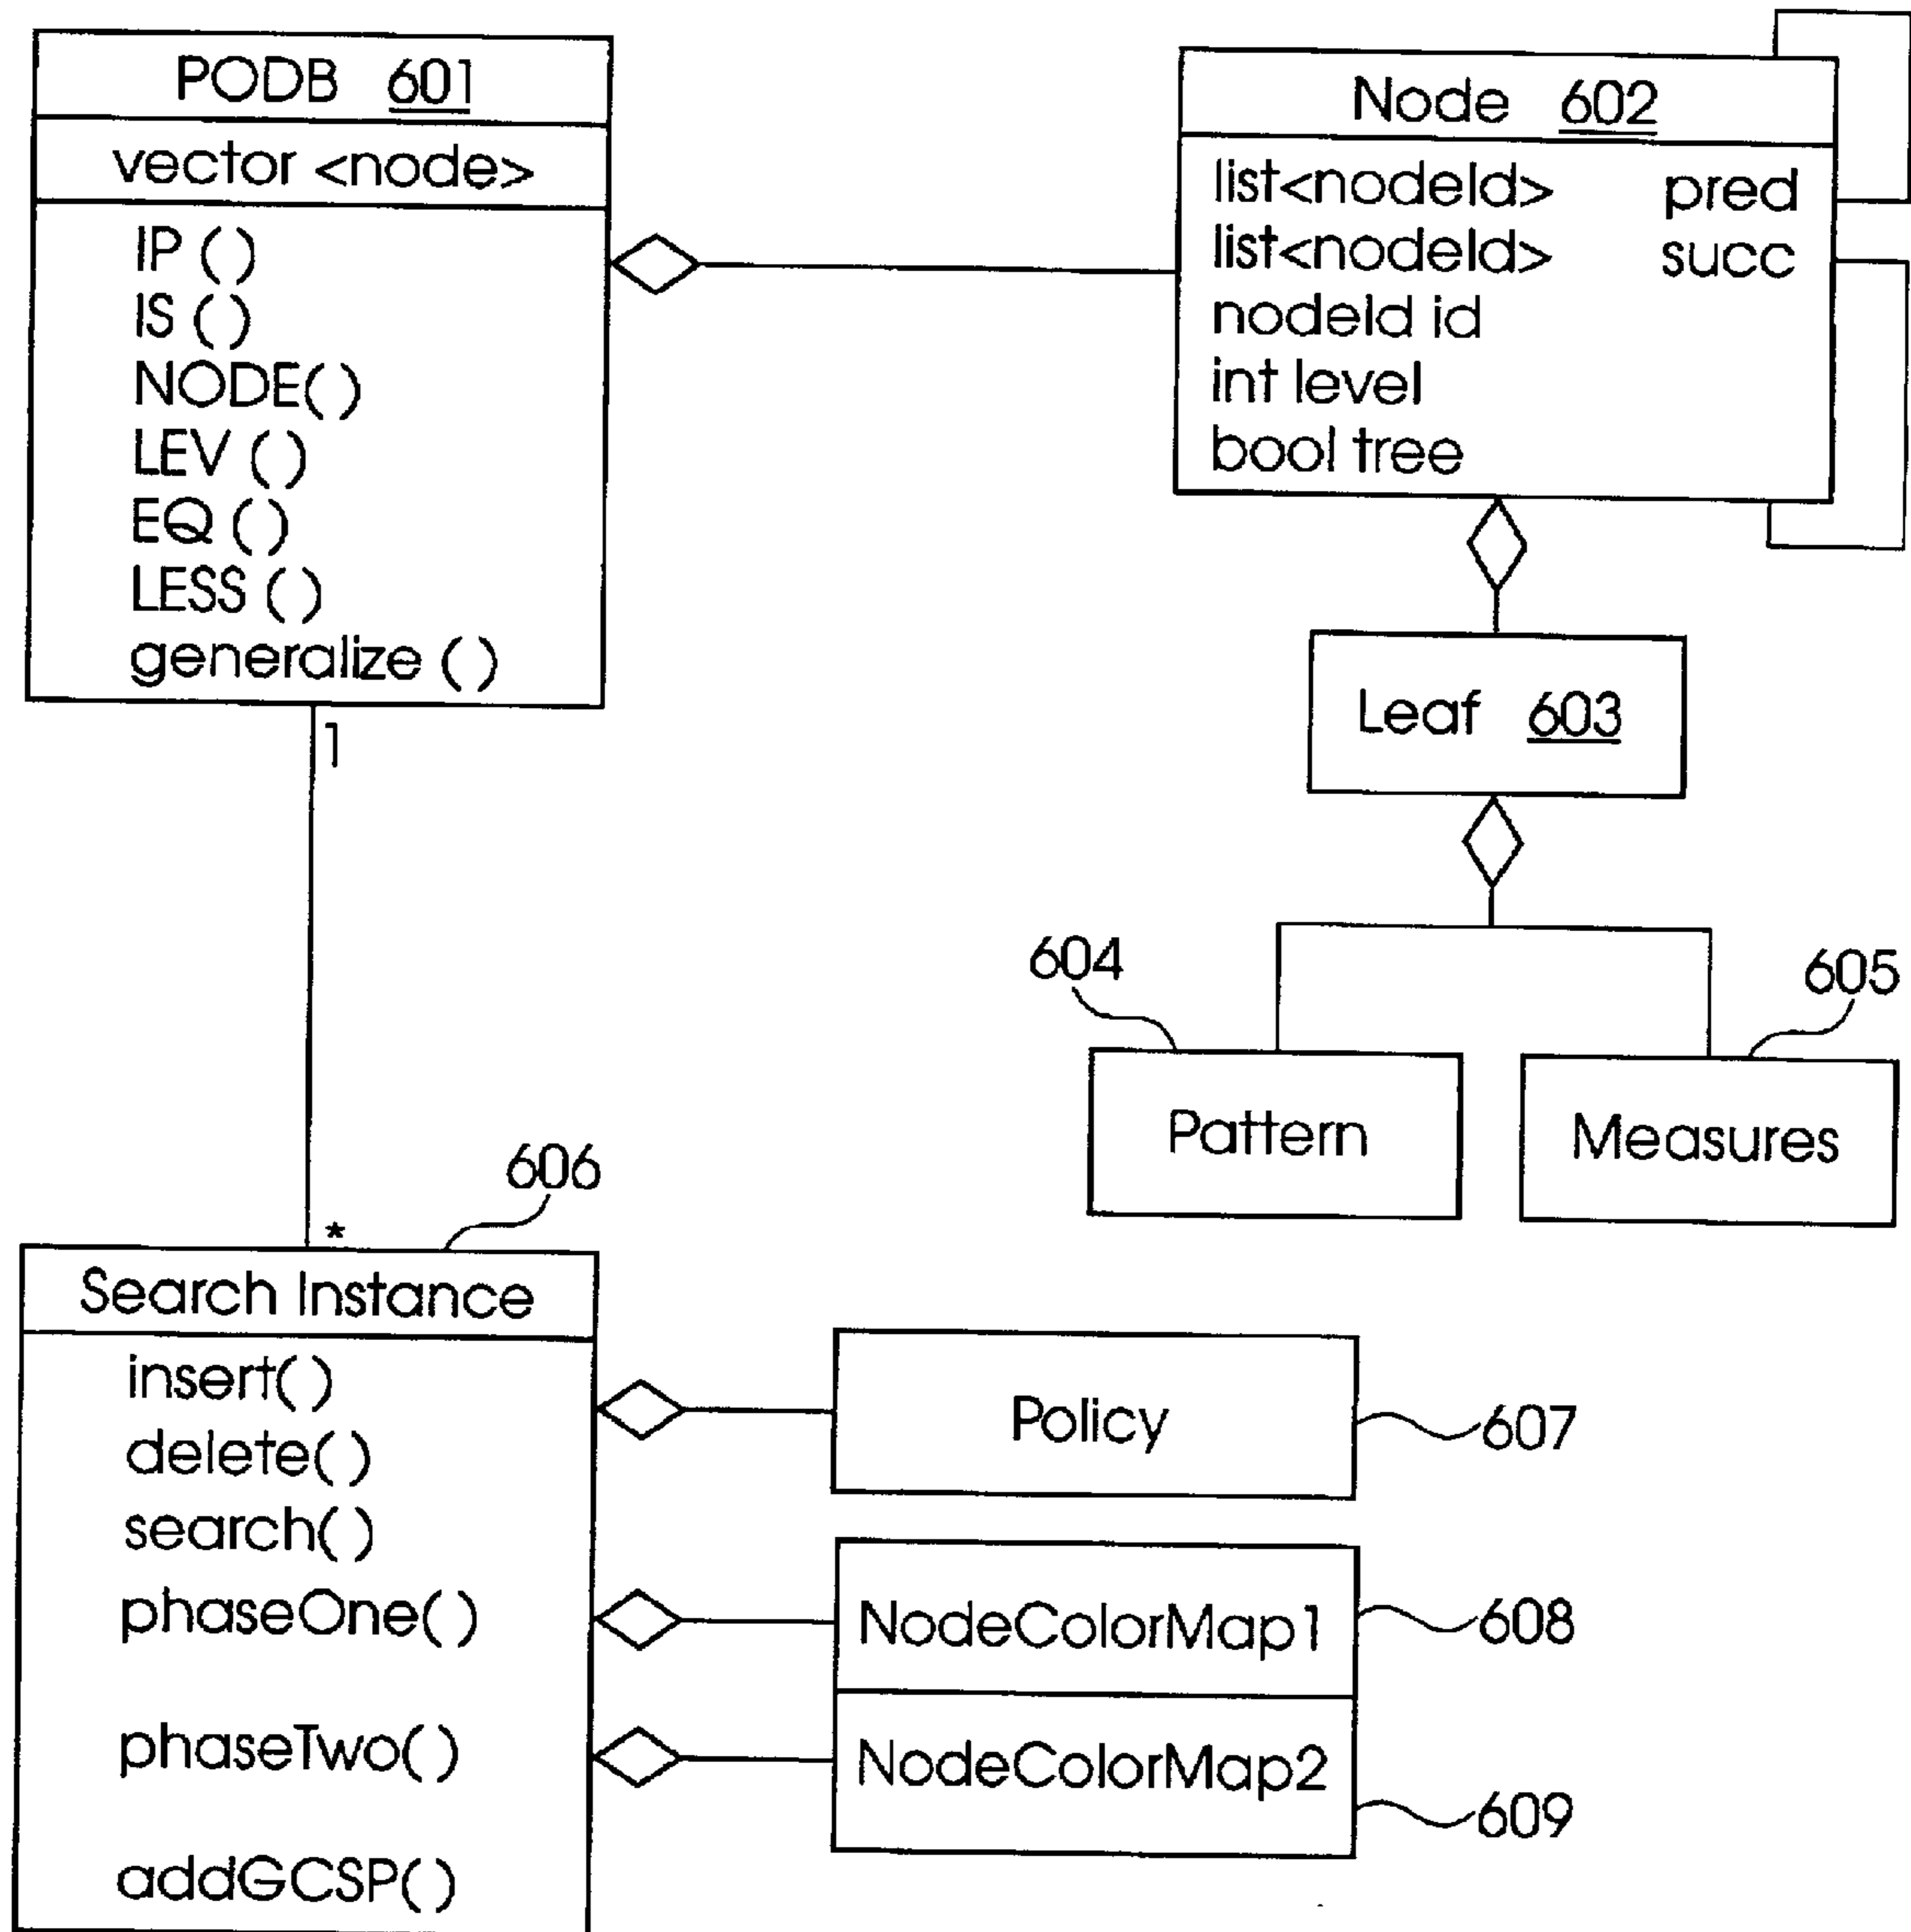 PODB 601
vector <node>
IP ()
IS ()
NODE()
LEV ()
EQ ()
LESS ()
generalize ()
Node 602
list<nodeId> pred
list<nodeId> succ
nodeId id
int level
bool tree
Leaf 603
604
605
Pattern
Measures
1
*
606
Search Instance
insert()
delete()
search()
phaseOne()
phaseTwo()
addGCSP()
Policy
607
NodeColorMap1
608
NodeColorMap2
609